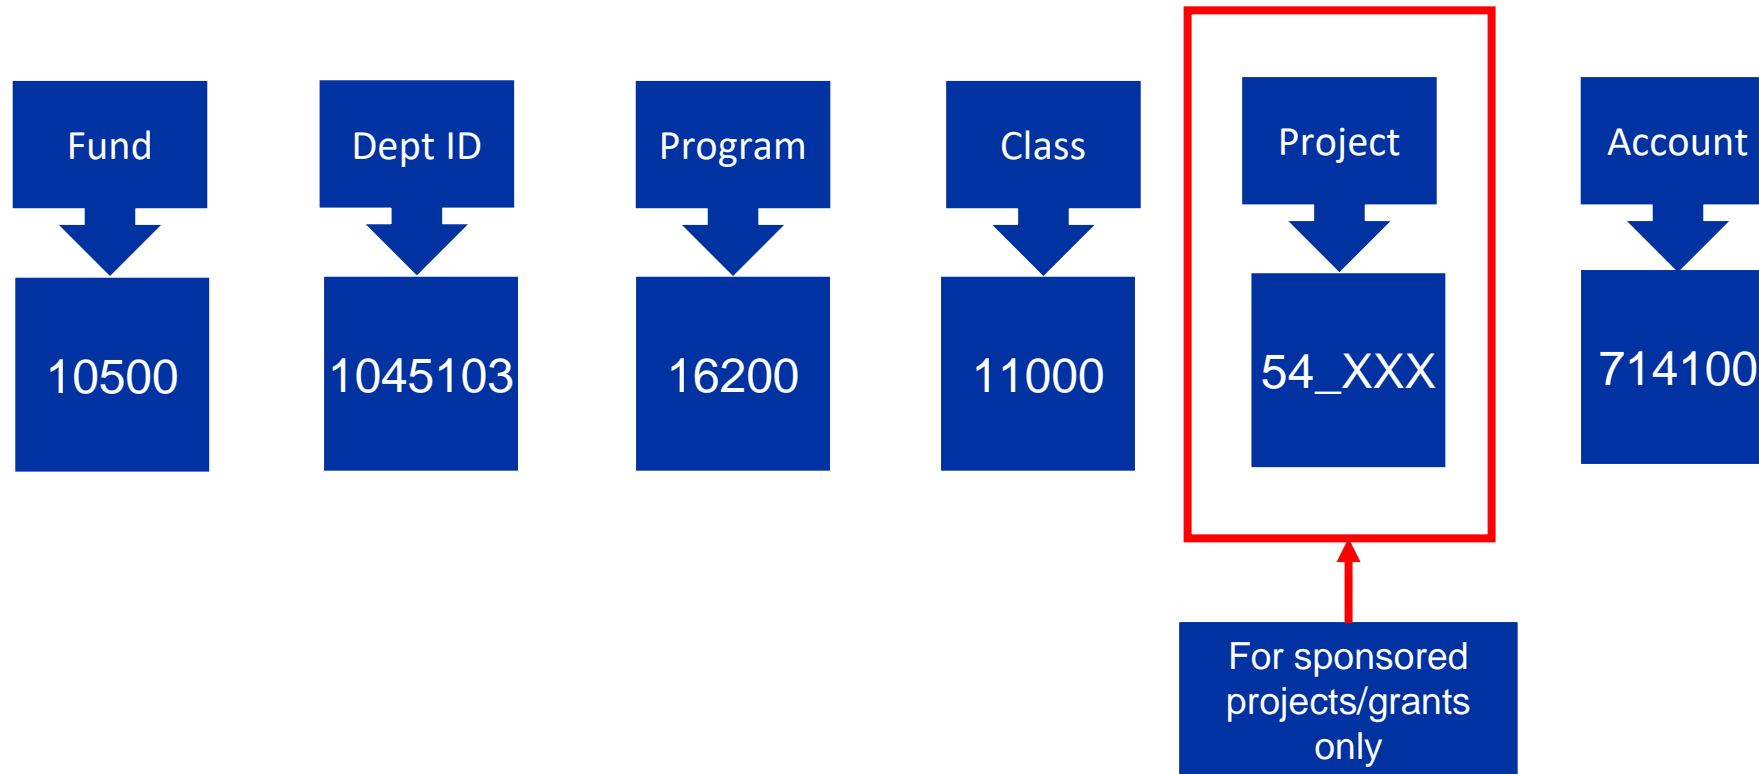 Fund
Dept ID
Program
Class
Project
Account
10500
1045103
16200
11000
54_XXX
714100
For sponsored
projects/grants
only